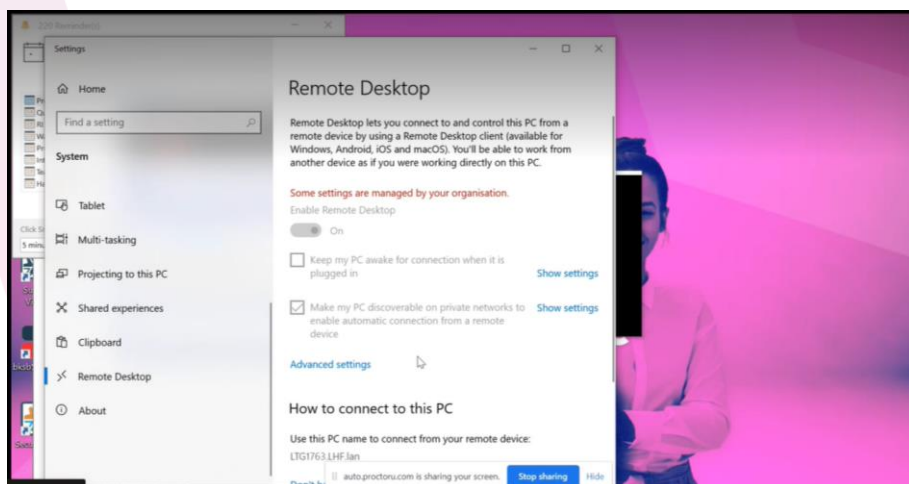 220 Reminder(s)
Settings
Home
Find a setting
System
Tablet
Multi-tasking
Projecting to this PC
Shared experiences
Clipboard
Remote Desktop
About
Remote Desktop
Remote Desktop lets you connect to and control this PC from a
remote device by using a Remote Desktop client (available for
Windows, Android, iOS and macOS). You'll be able to work from
another device as if you were working directly on this PC.
Some settings are managed by your organisation.
Enable Remote Desktop
On
Keep my PC awake for connection when it is
plugged in
Show settings
Make my PC discoverable on private networks to
enable automatic connection from a remote
device
Show settings
Advanced settings
How to connect to this PC
Use this PC name to connect from your remote device:
LTG1763.LHF.lan
auto.proctoru.com is sharing your screen.
Stop sharing
Hide